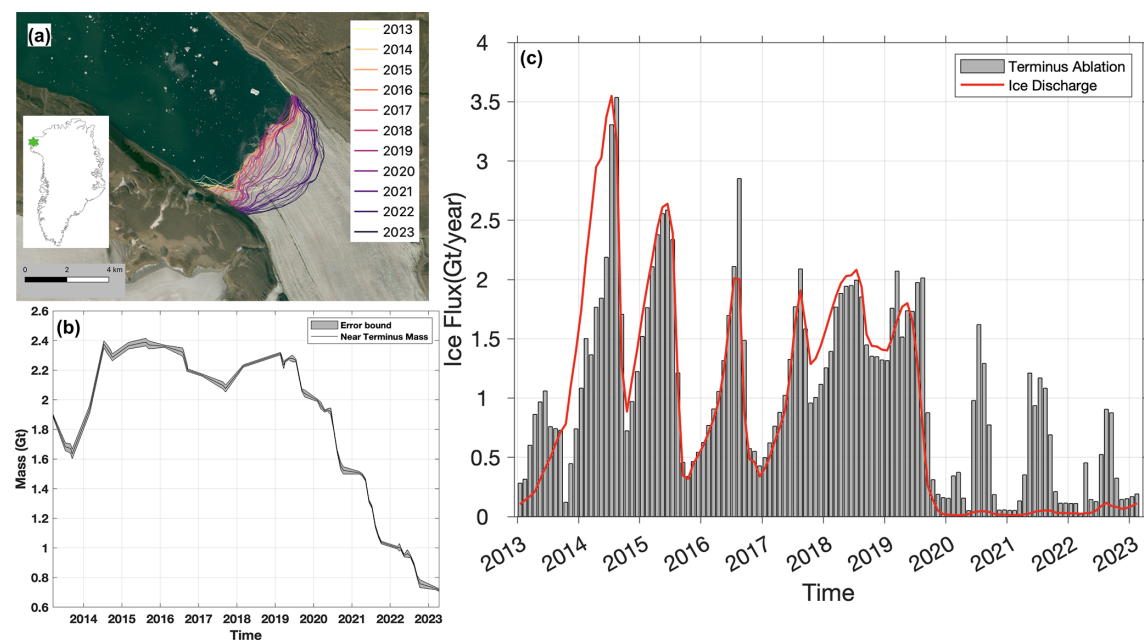 (a)
2013
2014
2015
2016
2017
2018
2019
2020
2021
2022
2023
0 2 4 km
(b)
Error bound
Near Terminus Mass
2.6
2.4
2.2
2
1.8
1.6
1.4
1.2
1
0.8
0.6
Mass (Gt)
2014 2015 2016 2017 2018 2019 2020 2021 2022 2023
Time
(c)
Terminus Ablation
Ice Discharge
4
3.5
3
2.5
2
1.5
1
0.5
0
Ice Flux(Gt/year)
2013 2014 2015 2016 2017 2018 2019 2020 2021 2022 2023
Time